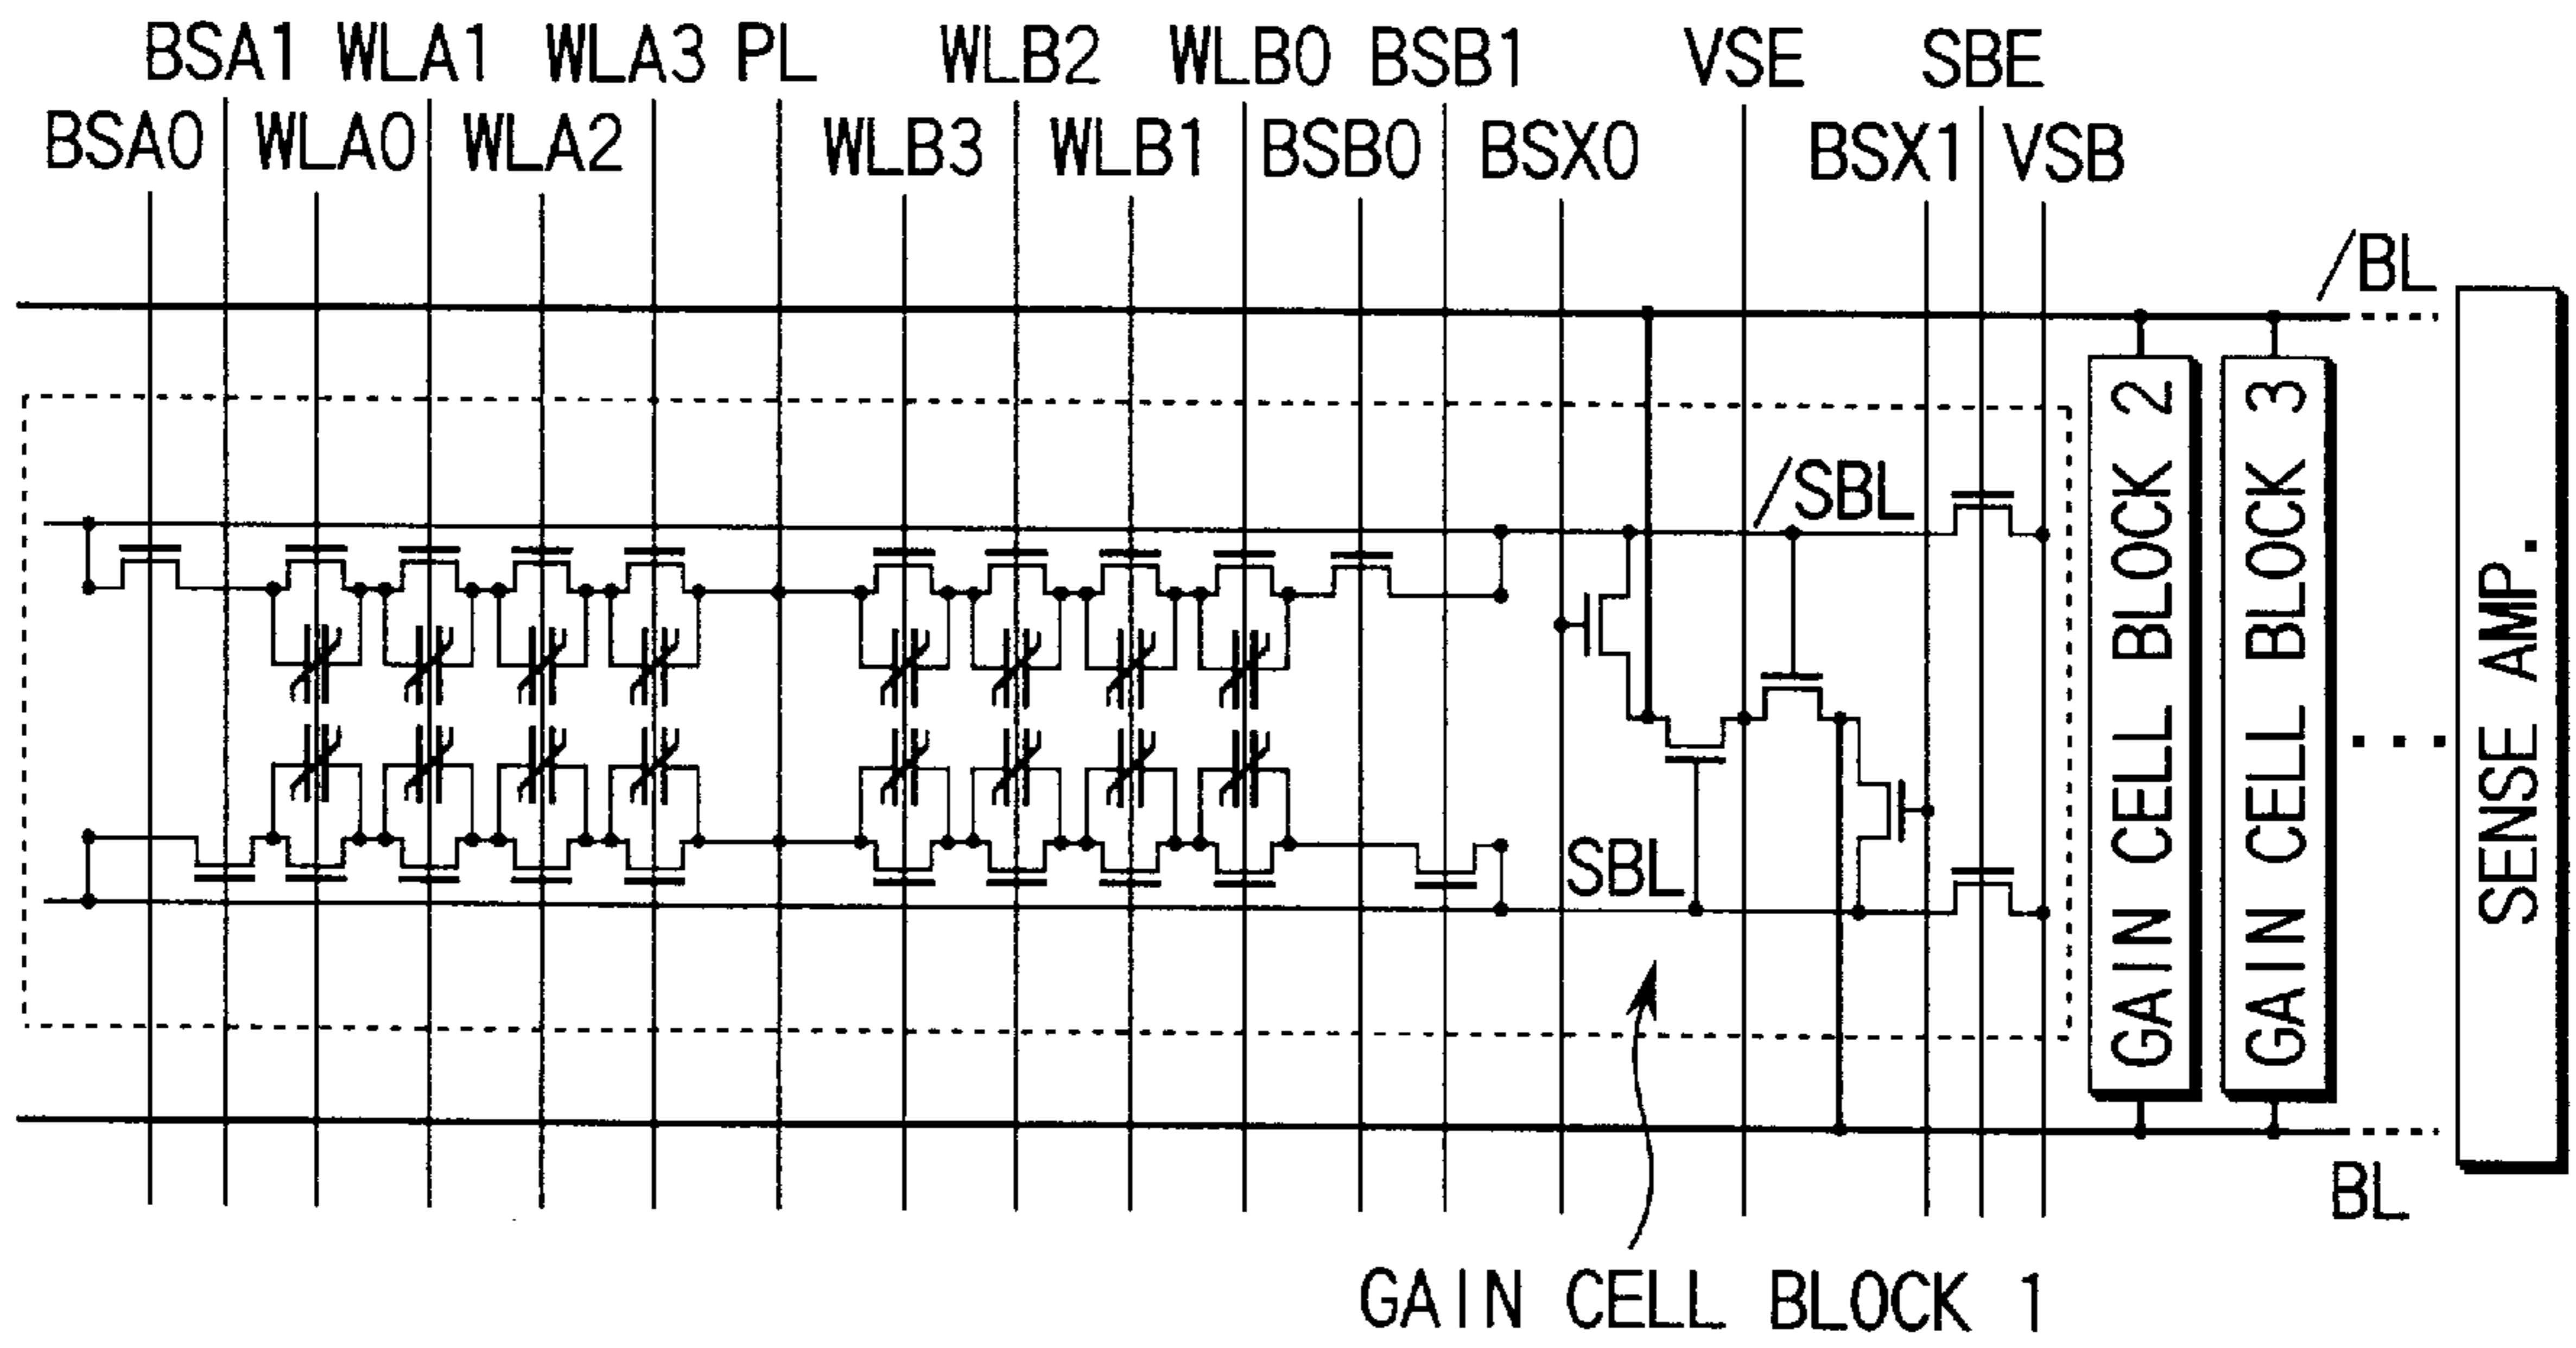 BSA1 WLA1 WLA3 PL WLB2 WLB0 BSB1 VSE SBE
BSA0 WLA0 WLA2 WLB3 WLB1 BSB0 BSX0 BSX1 VSB
/BL
/SBL
SBL
GAIN CELL BLOCK 2
GAIN CELL BLOCK 3
...
SENSE AMP.
BL
GAIN CELL BLOCK 1